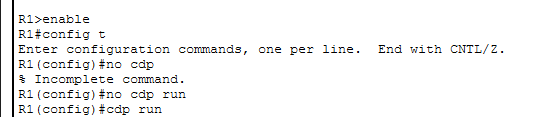 R1>enable
R1#config t
Enter configuration commands, one per line.  End with CNTL/Z.
R1(config)#no cdp
% Incomplete command.
R1(config)#no cdp run
R1(config)#cdp run